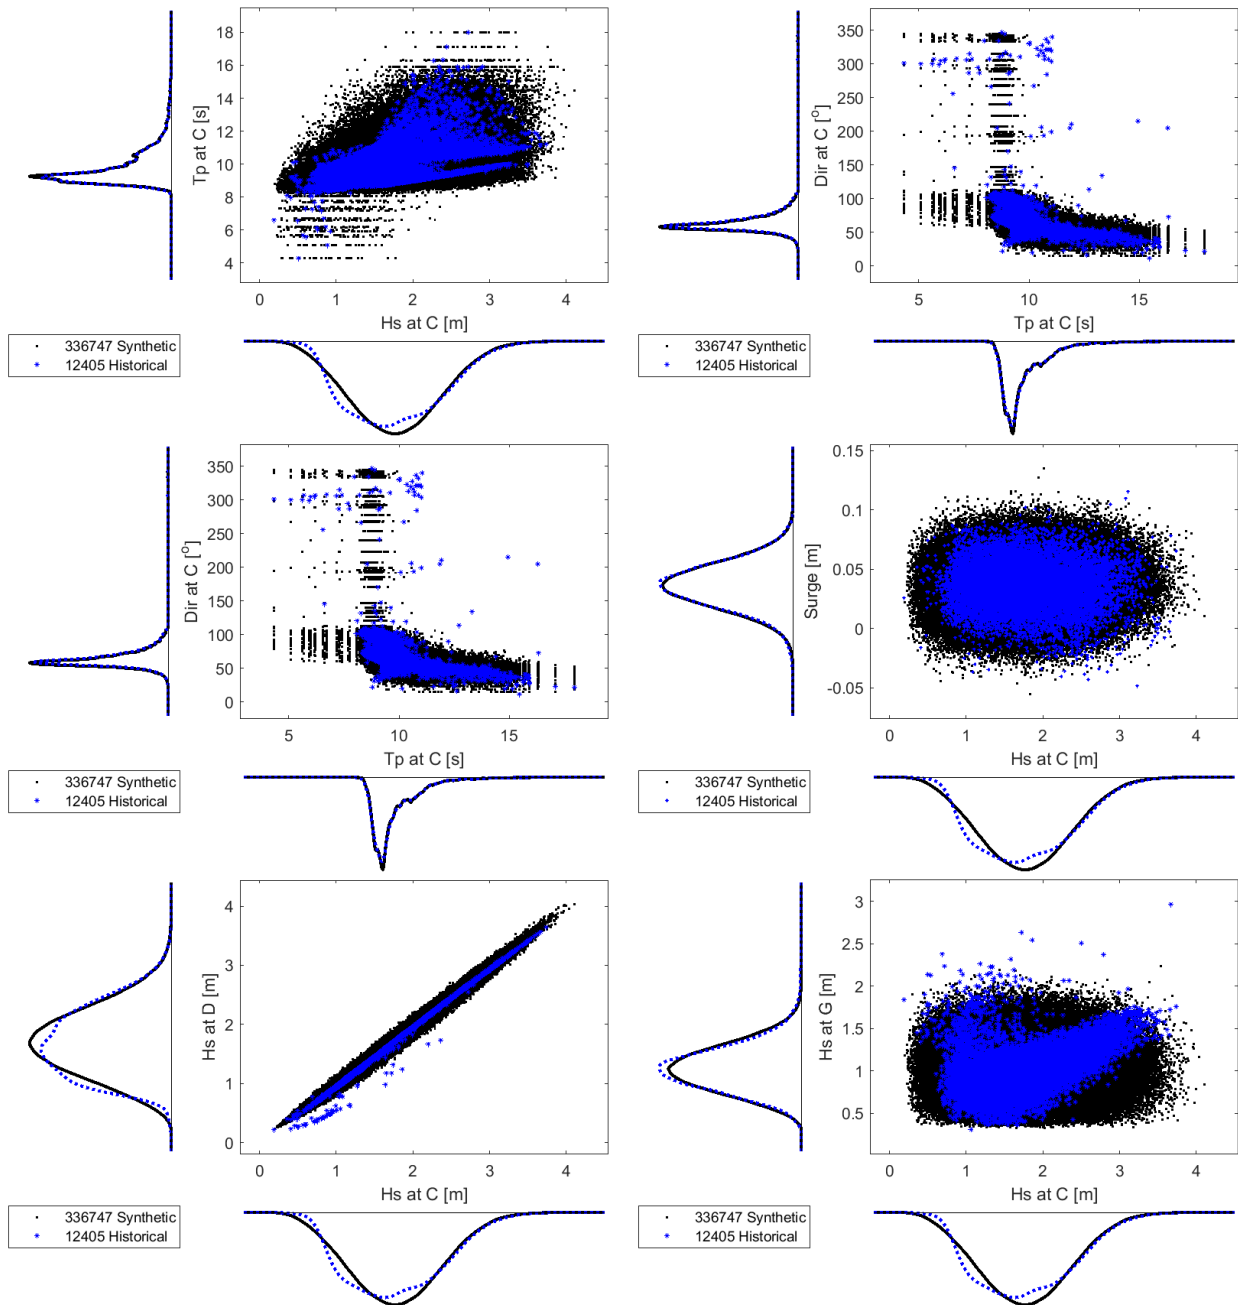 18
16
14
12
10
8
6
4
Tp at C [s]
0 1 2 3 4
Hs at C [m]
336747 Synthetic
12405 Historical
350
300
250
200
150
100
50
0
Dir at C [°]
5 10 15
Tp at C [s]
336747 Synthetic
12405 Historical
350
300
250
200
150
100
50
0
Dir at C [°]
5 10 15
Tp at C [s]
336747 Synthetic
12405 Historical
0.15
0.1
0.05
0
-0.05
Surge [m]
0 1 2 3 4
Hs at C [m]
336747 Synthetic
12405 Historical
4
3
2
1
0
Hs at D [m]
0 1 2 3 4
Hs at C [m]
336747 Synthetic
12405 Historical
3
2.5
2
1.5
1
0.5
Hs at G [m]
0 1 2 3 4
Hs at C [m]
336747 Synthetic
12405 Historical